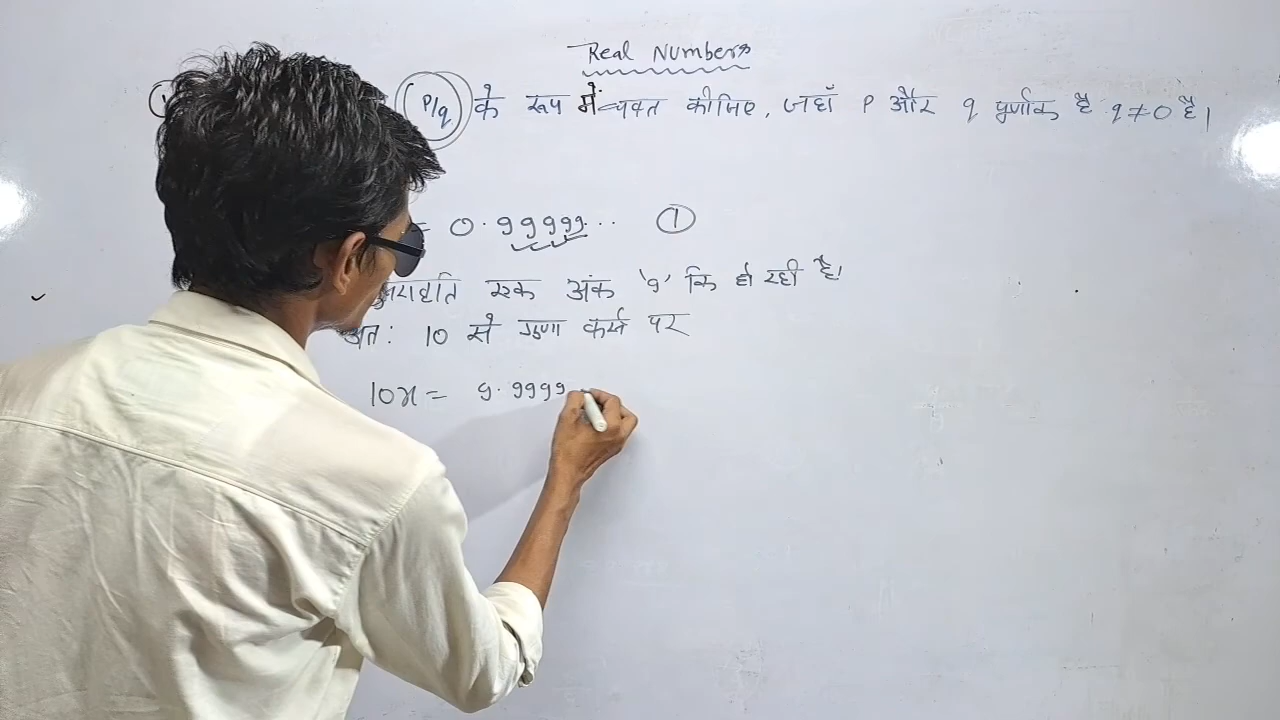 Real Numbers
P/q के रूप में व्यक्त कीजिए, जहाँ P और q पूर्णांक है q ≠ 0 है।
= 0.99999... ①
एक अंक '9' कि हो रही है।
अत: 10 से गुणा करने पर
10x = 9.9999